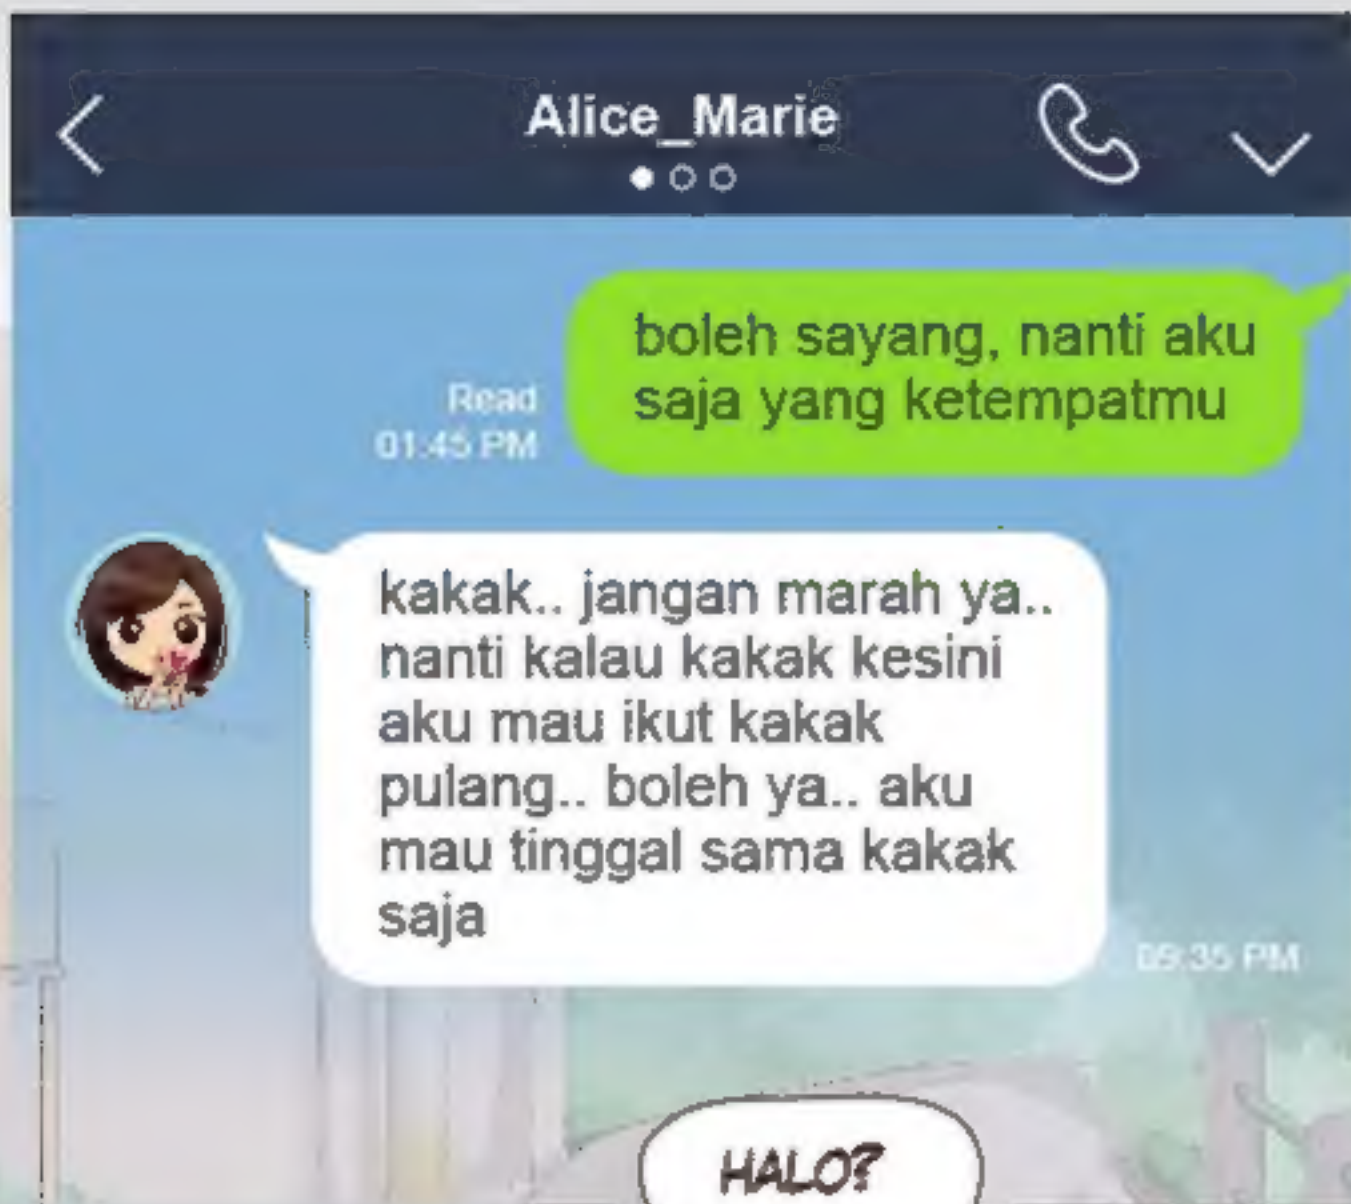 Alice_Marie
boleh sayang, nanti aku
saja yang ketempatmu
Read
01:45 PM
kakak.. jangan marah ya..
nanti kalau kakak kesini
aku mau ikut kakak
pulang.. boleh ya.. aku
mau tinggal sama kakak
saja
09:35 PM
HALO?